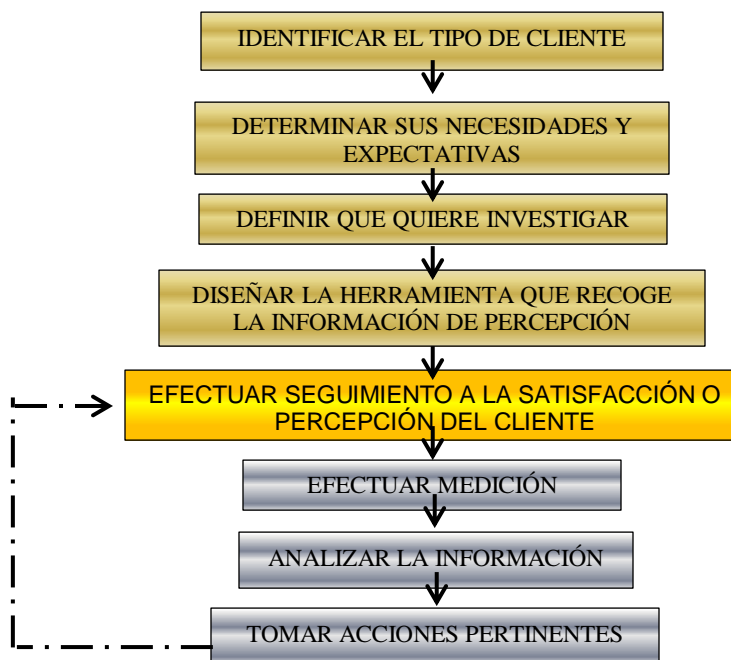 IDENTIFICAR EL TIPO DE CLIENTE
DETERMINAR SUS NECESIDADES Y
EXPECTATIVAS
DEFINIR QUE QUIERE INVESTIGAR
DISEÑAR LA HERRAMIENTA QUE RECOGE
LA INFORMACIÓN DE PERCEPCIÓN
EFECTUAR SEGUIMIENTO A LA SATISFACCIÓN O
PERCEPCIÓN DEL CLIENTE
EFECTUAR MEDICIÓN
ANALIZAR LA INFORMACIÓN
TOMAR ACCIONES PERTINENTES